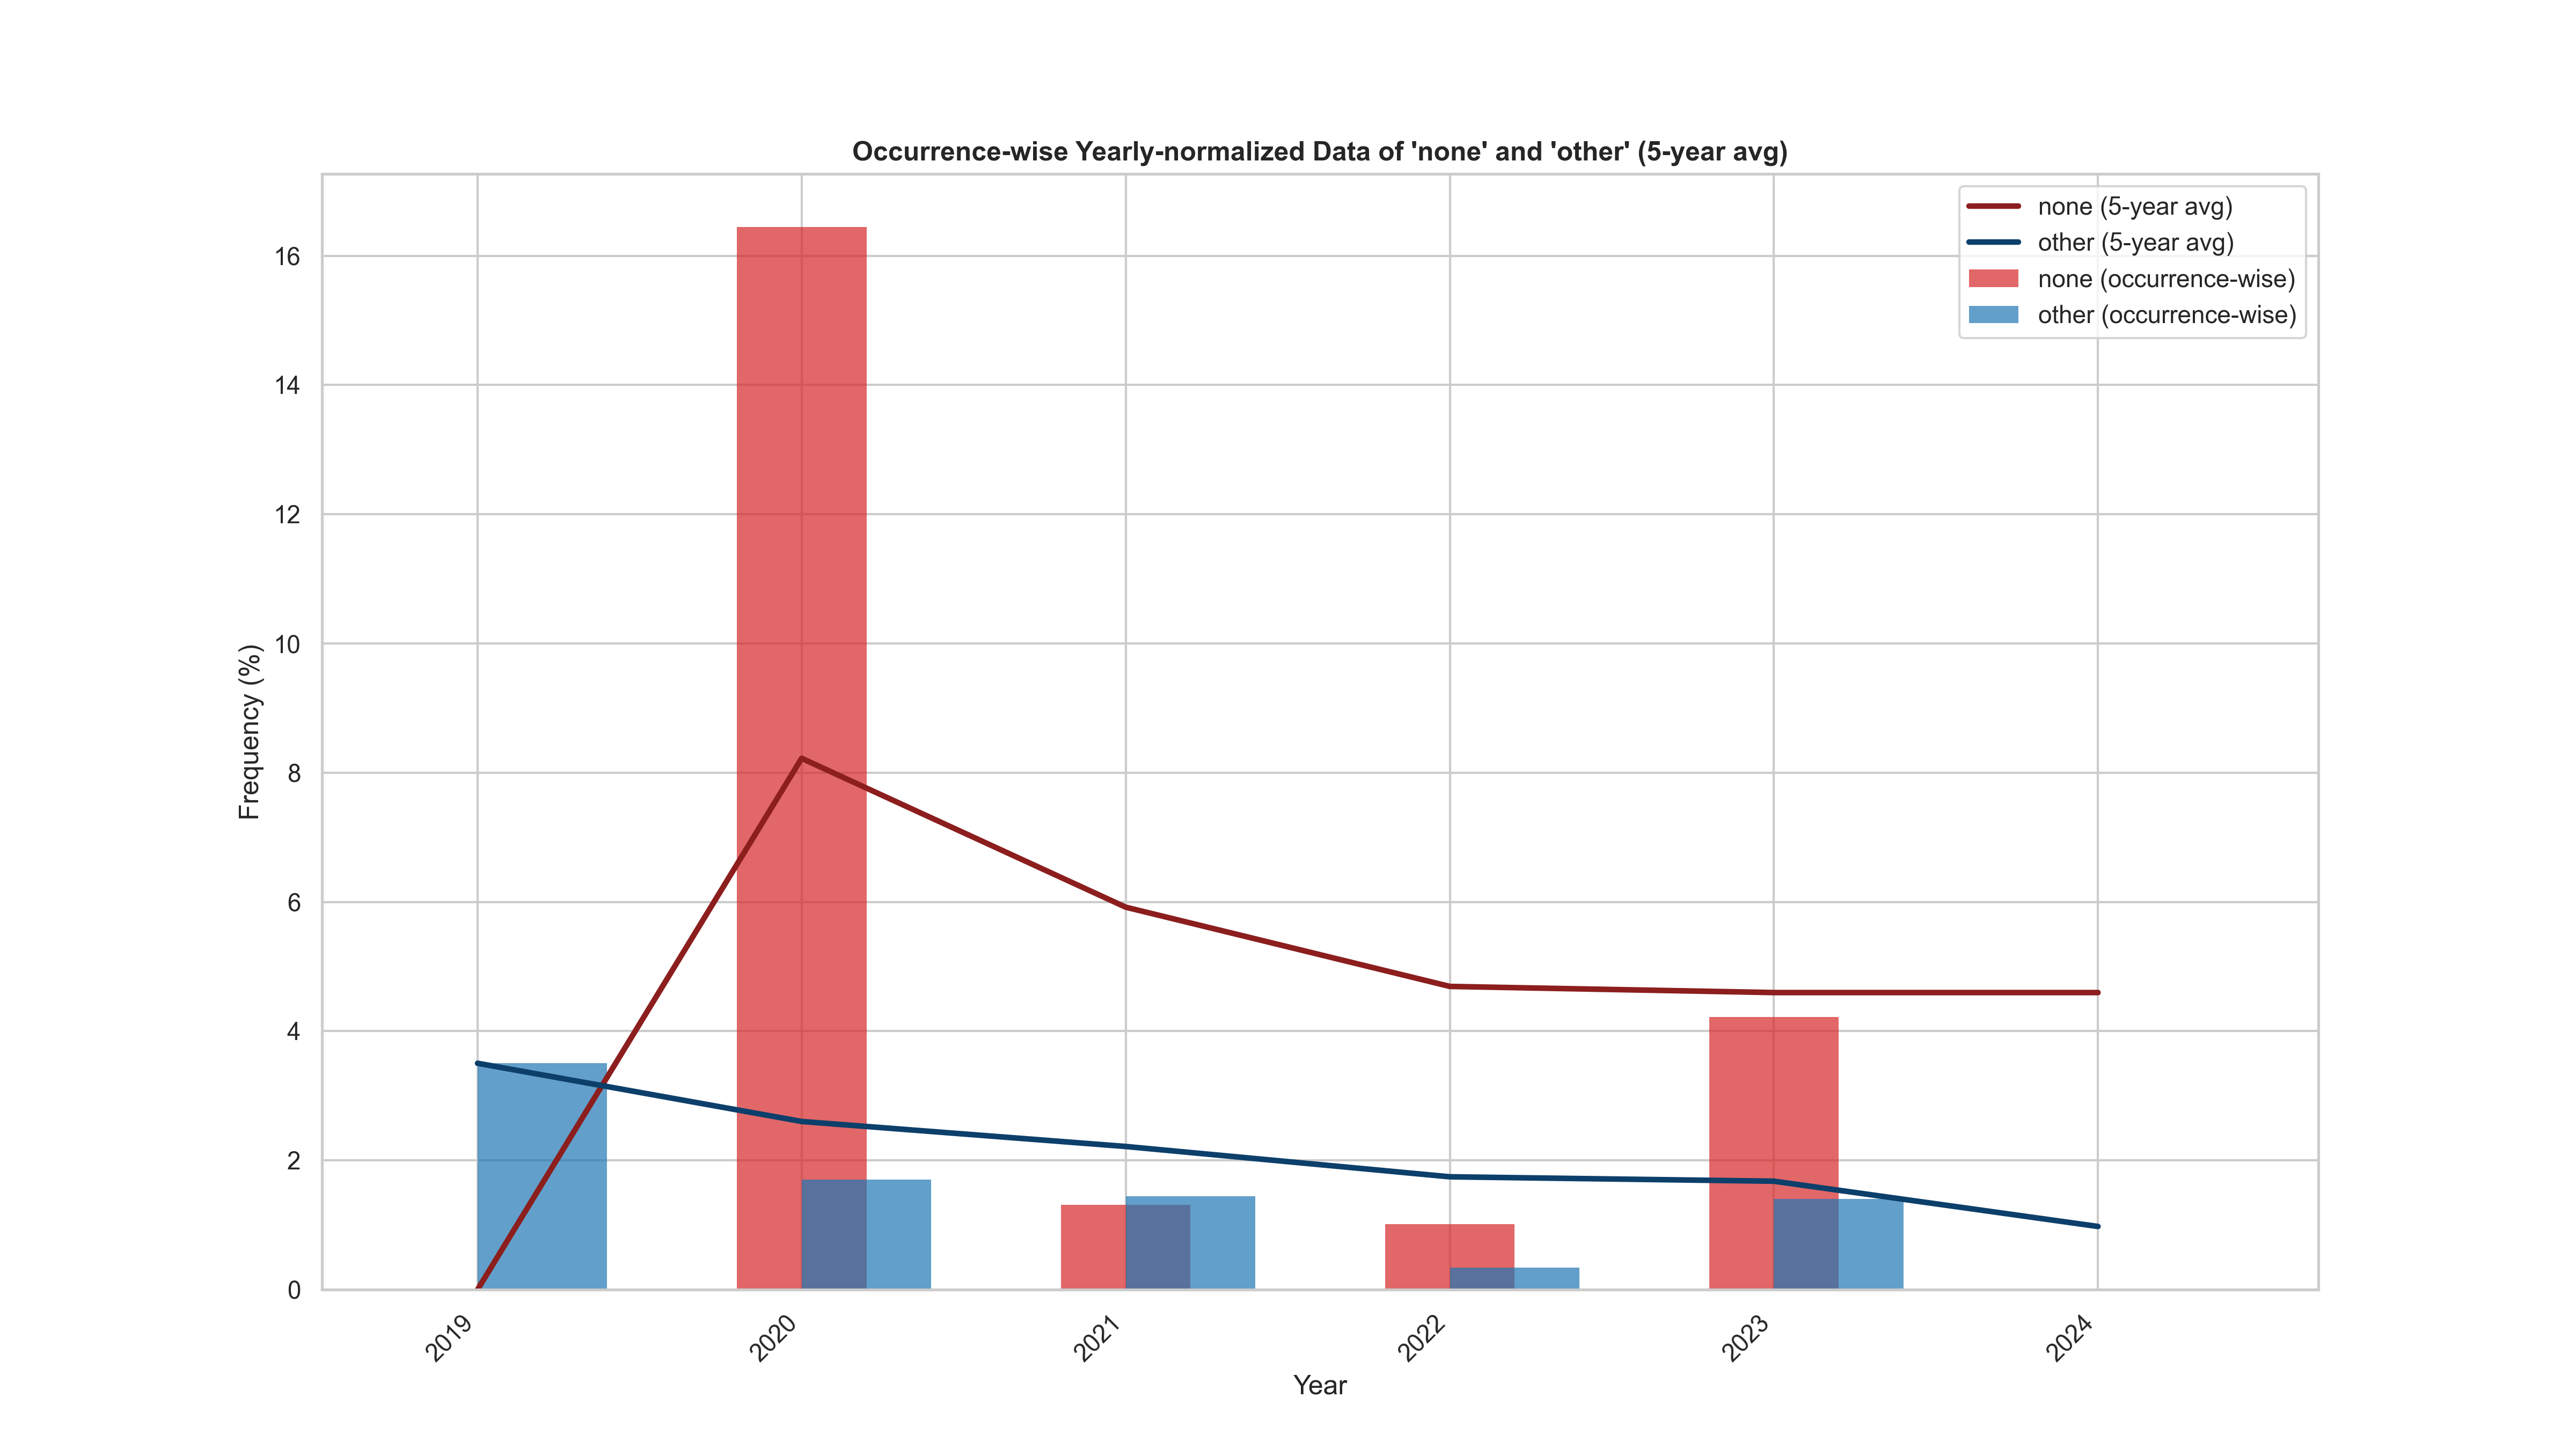 Occurrence-wise Yearly-normalized Data of 'none' and 'other' (5-year avg)
none (5-year avg)
other (5-year avg)
none (occurrence-wise)
other (occurrence-wise)
16
14
12
10
8
6
4
2
0
Frequency (%)
2019
2020
2021
2022
2023
2024
Year